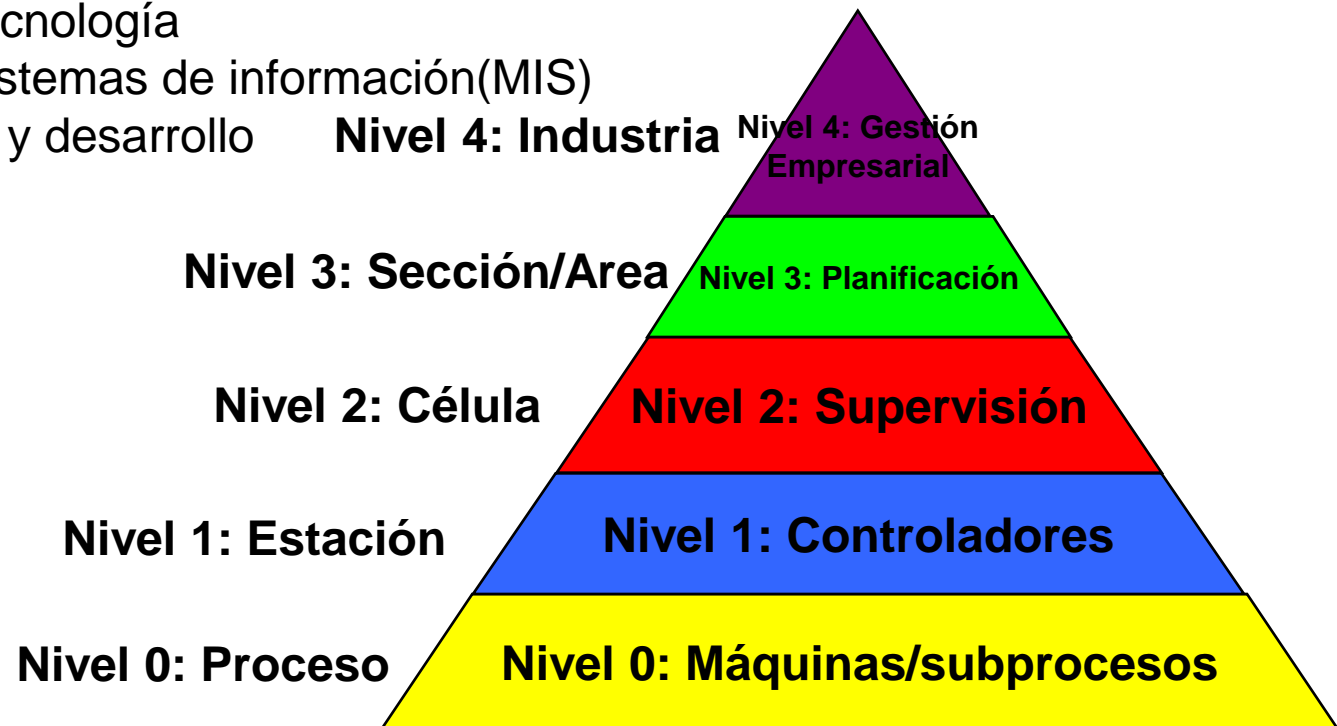 cnología
stemas de información(MIS)
y desarrollo
Nivel 4: Industria
Nivel 4: Gestión
Empresarial
Nivel 3: Sección/Area
Nivel 3: Planificación
Nivel 2: Célula
Nivel 2: Supervisión
Nivel 1: Estación
Nivel 1: Controladores
Nivel 0: Proceso
Nivel 0: Máquinas/subprocesos